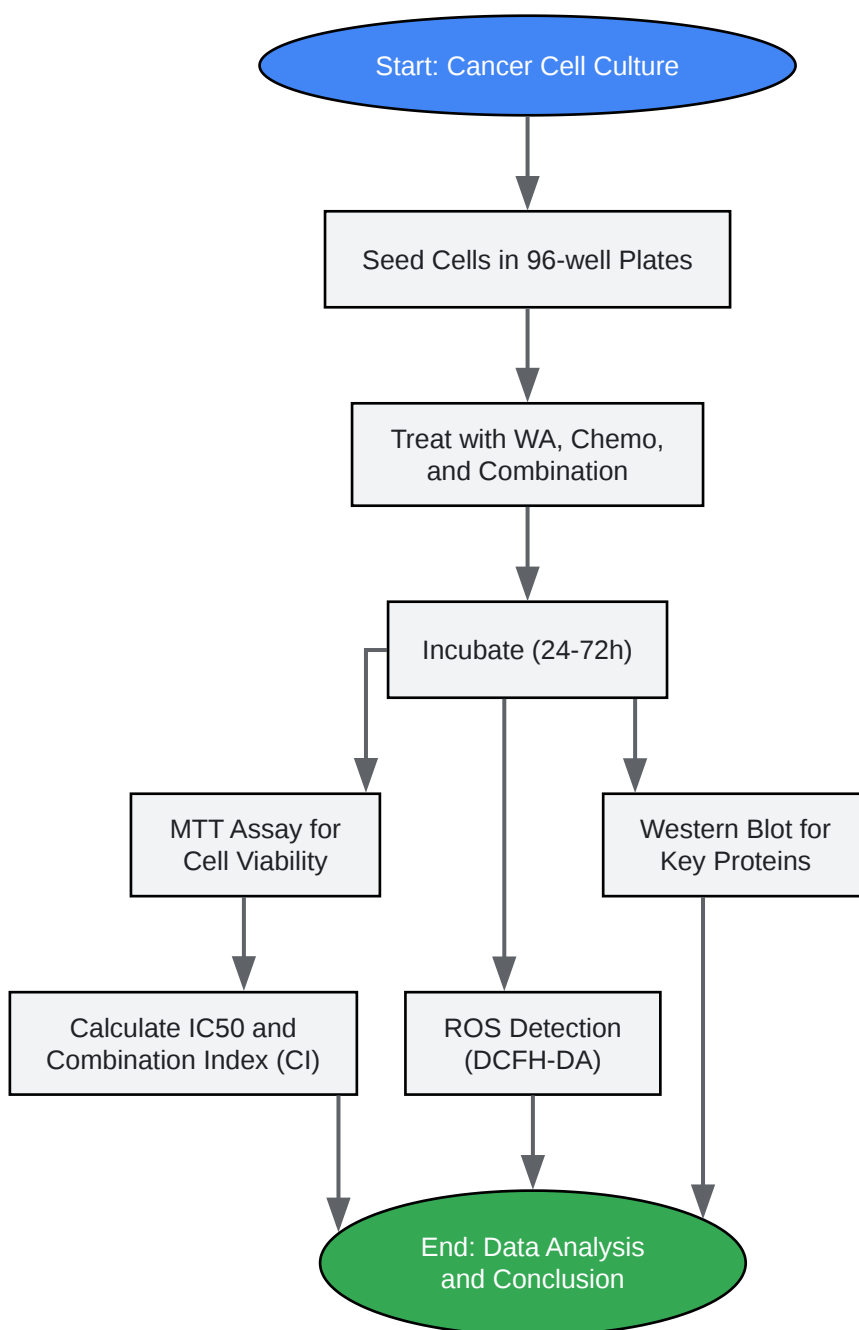 Start: Cancer Cell Culture
Seed Cells in 96-well Plates
Treat with WA, Chemo,
and Combination
Incubate (24-72h)
MTT Assay for
Cell Viability
Western Blot for
Key Proteins
Calculate IC50 and
Combination Index (CI)
ROS Detection
(DCFH-DA)
End: Data Analysis
and Conclusion